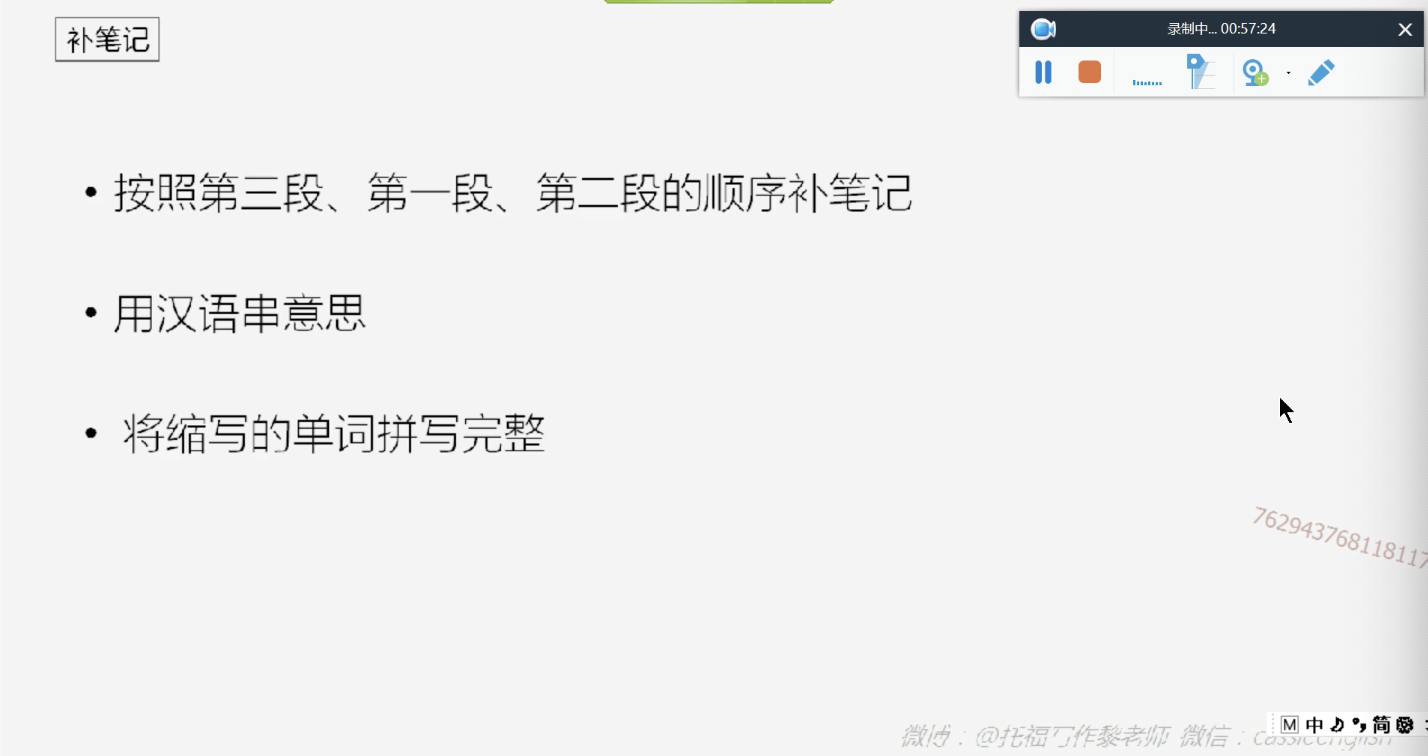 补笔记
录制中... 00:57:24
• 按照第三段、第一段、第二段的顺序补笔记
• 用汉语串意思
• 将缩写的单词拼写完整
762943768118117
微博：@托福写作黎老师 微信：
M 中 简